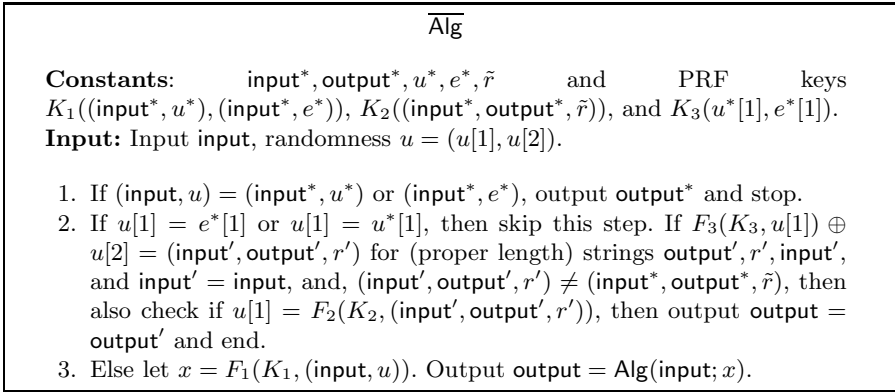 Alg
Constants: input*, output*, u*, e*, r̃ and PRF keys
K₁((input*, u*), (input*, e*)), K₂((input*, output*, r̃)), and K₃(u*[1], e*[1]).
Input: Input input, randomness u = (u[1], u[2]).
1. If (input, u) = (input*, u*) or (input*, e*), output output* and stop.
2. If u[1] = e*[1] or u[1] = u*[1], then skip this step. If F₃(K₃, u[1]) ⊕
u[2] = (input′, output′, r′) for (proper length) strings output′, r′, input′,
and input′ = input, and, (input′, output′, r′) ≠ (input*, output*, r̃), then
also check if u[1] = F₂(K₂, (input′, output′, r′)), then output output =
output′ and end.
3. Else let x = F₁(K₁, (input, u)). Output output = Alg(input; x).